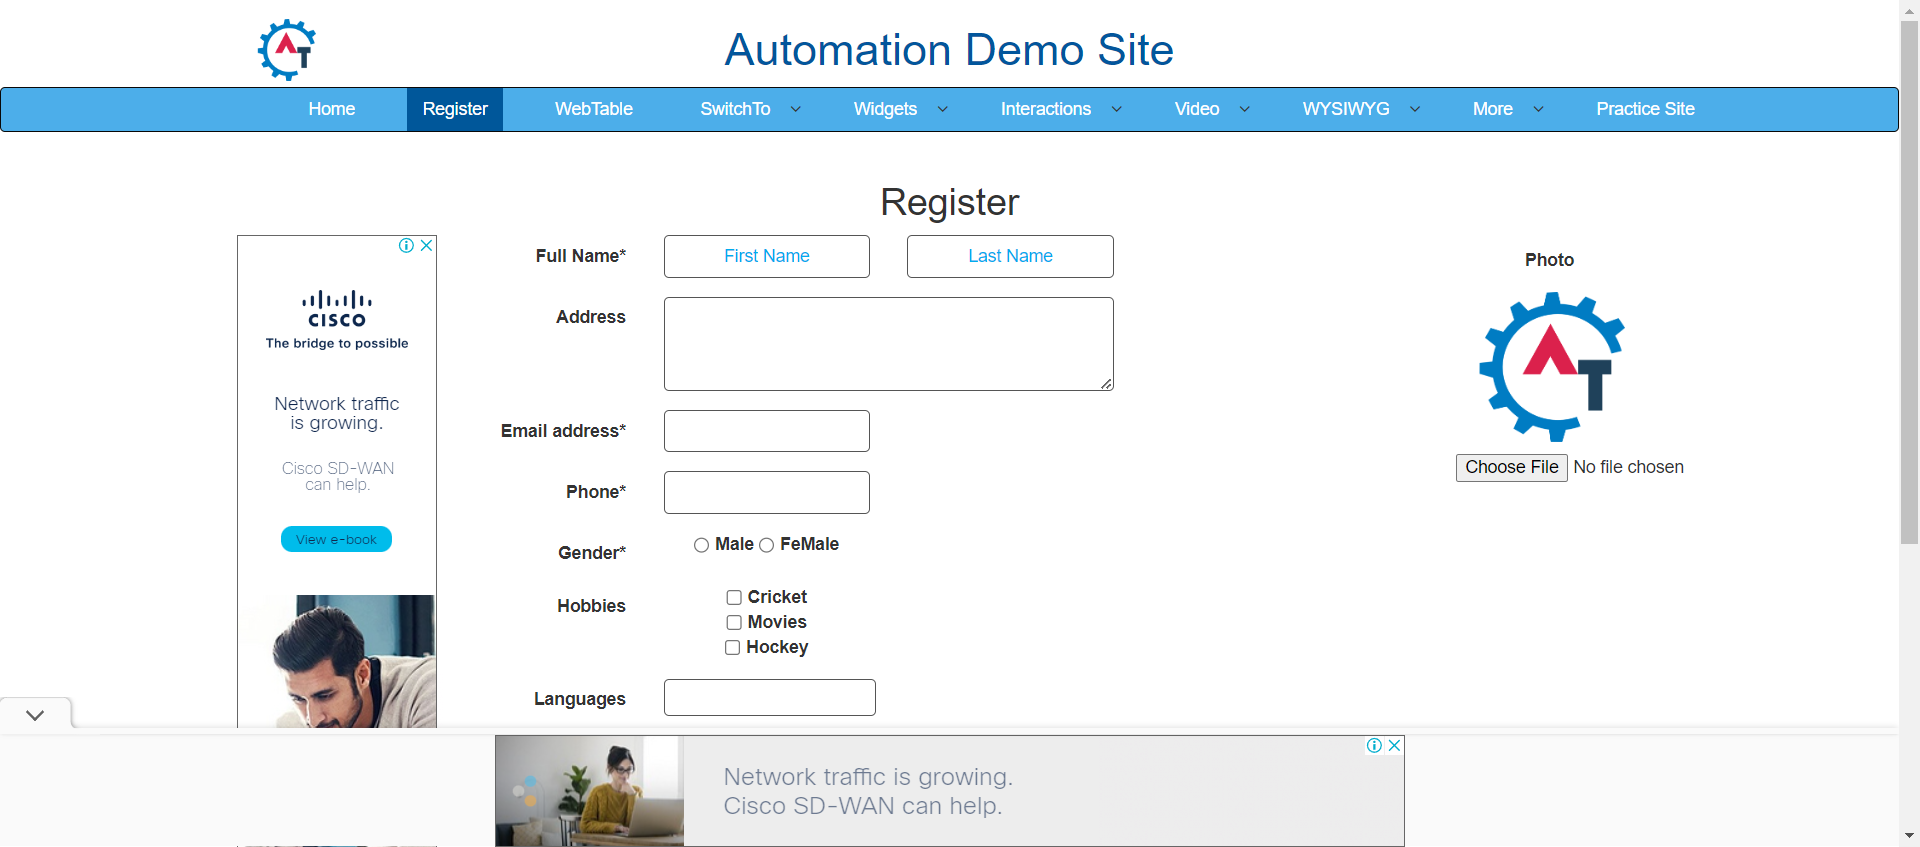 AT
Automation Demo Site
Home Register WebTable SwitchTo Widgets Interactions Video WYSIWYG More Practice Site
Register
CISCO
The bridge to possible
Network traffic
is growing.
Cisco SD-WAN
can help.
View e-book
Full Name* First Name Last Name
Address
Email address*
Phone*
Gender* Male FeMale
Hobbies
Cricket
Movies
Hockey
Languages
Photo
AT
Choose File No file chosen
Network traffic is growing.
Cisco SD-WAN can help.